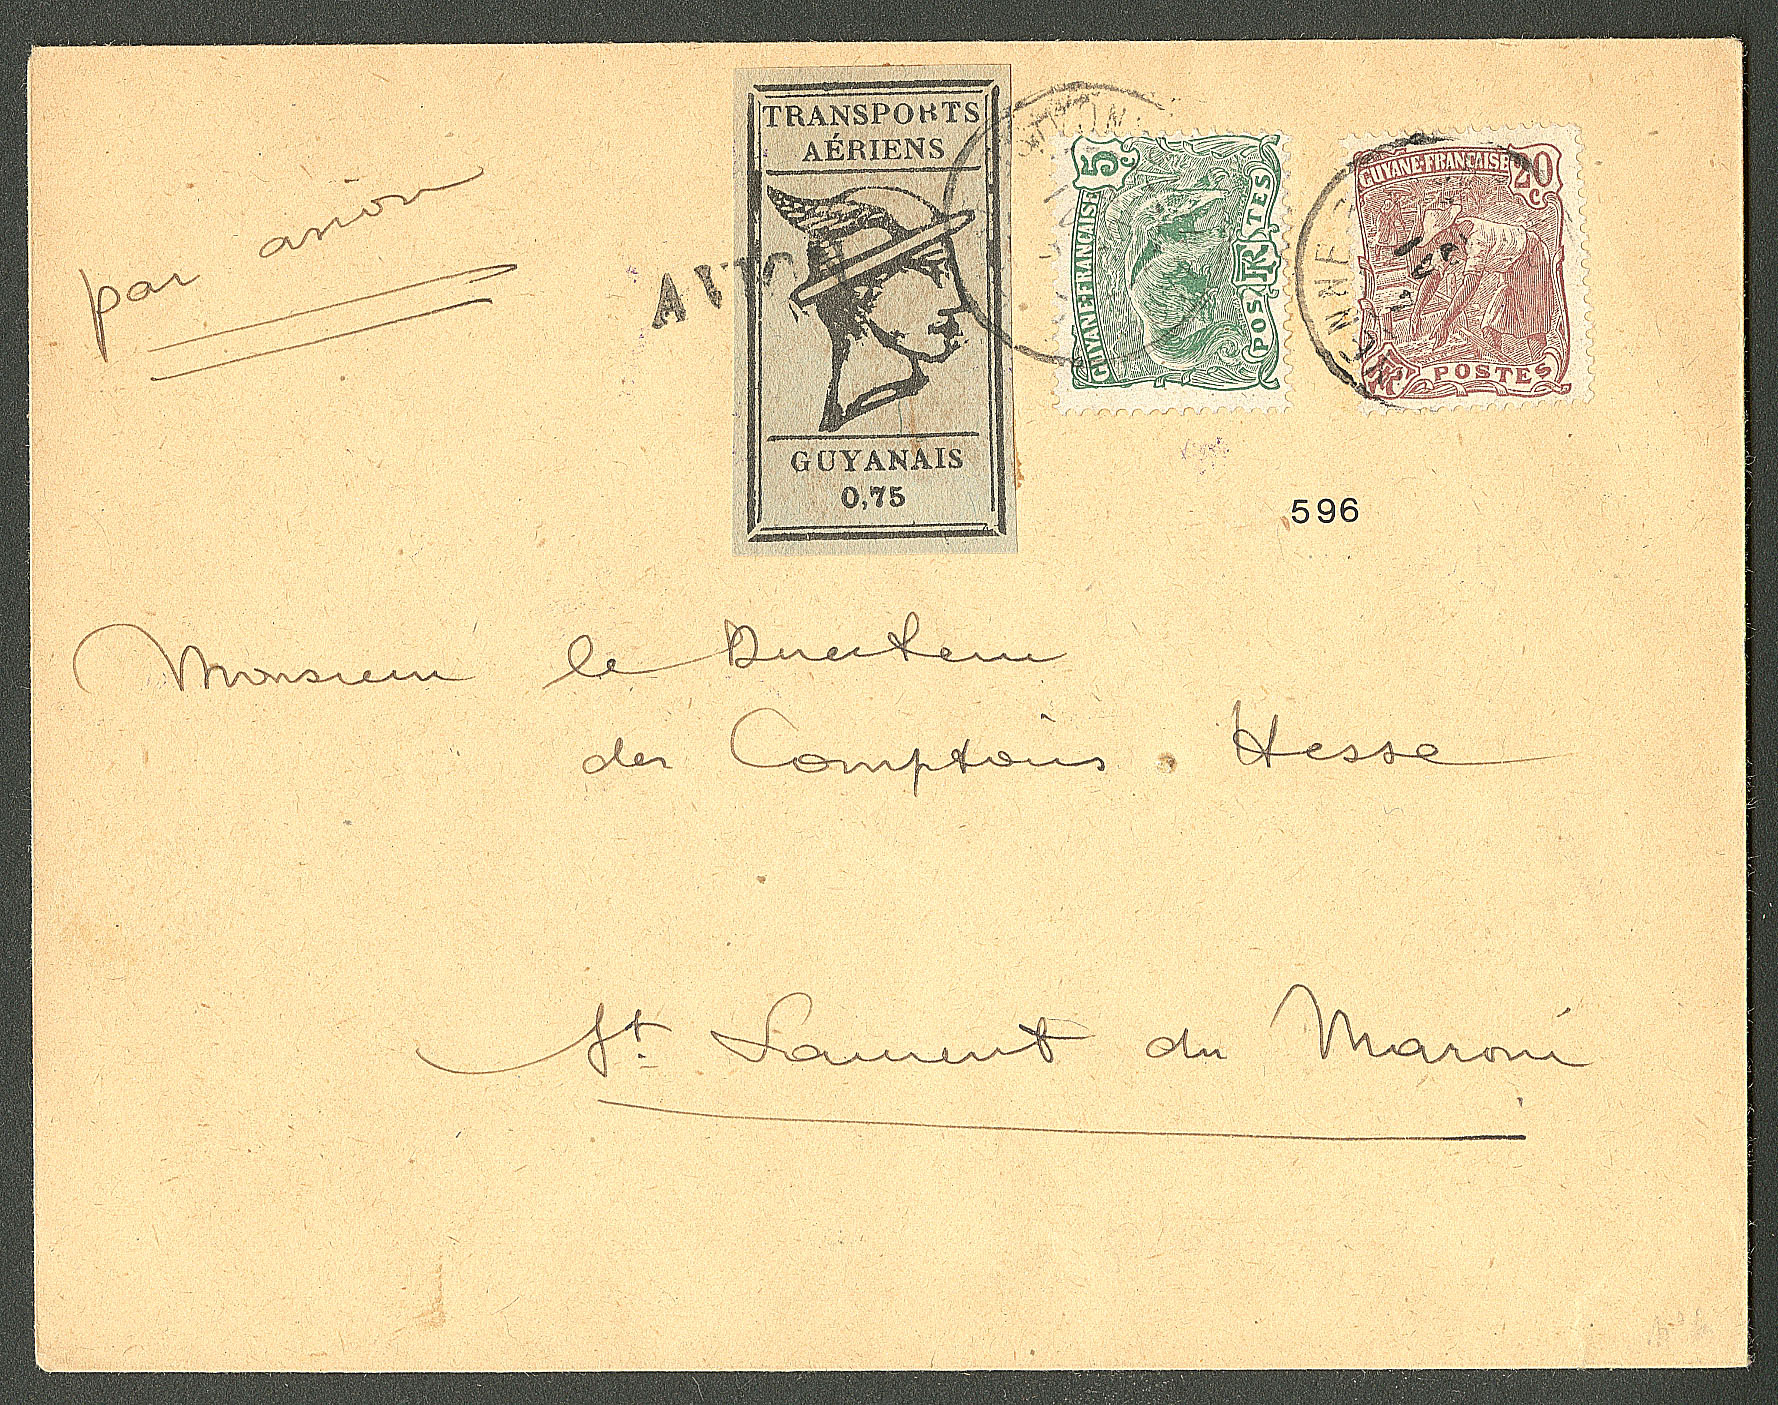 par avion
AVIO
TRANSPORTS
AÉRIENS
GUYANAIS
0,75
5c
GUYANE FRANÇAISE
POSTES
GUYANE FRANÇAISE
20c
POSTES
596
Monsieur le Directeur
des Comptoirs Hesse
St. Laurent du Maroni